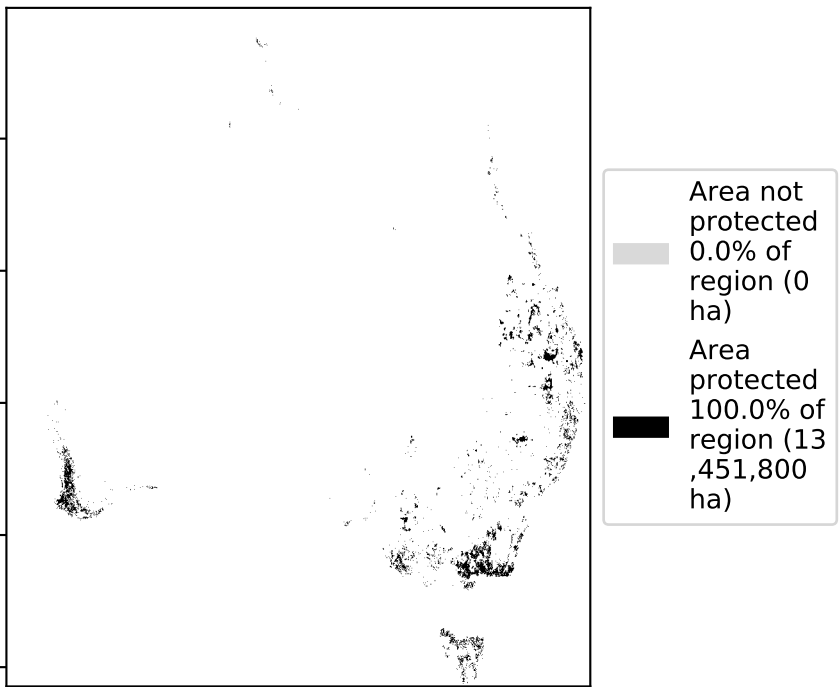 Area not
protected
0.0% of
region (0
ha)
Area
protected
100.0% of
region (13
,451,800
ha)